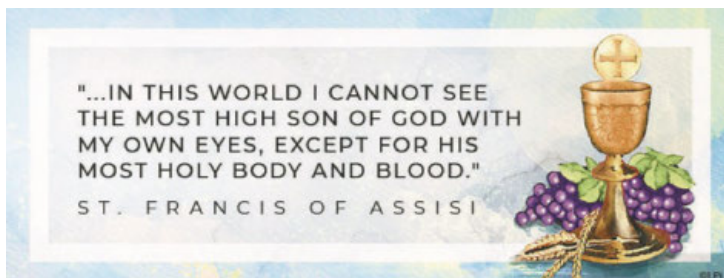 "...IN THIS WORLD I CANNOT SEE
THE MOST HIGH SON OF GOD WITH
MY OWN EYES, EXCEPT FOR HIS
MOST HOLY BODY AND BLOOD."
ST. FRANCIS OF ASSISI